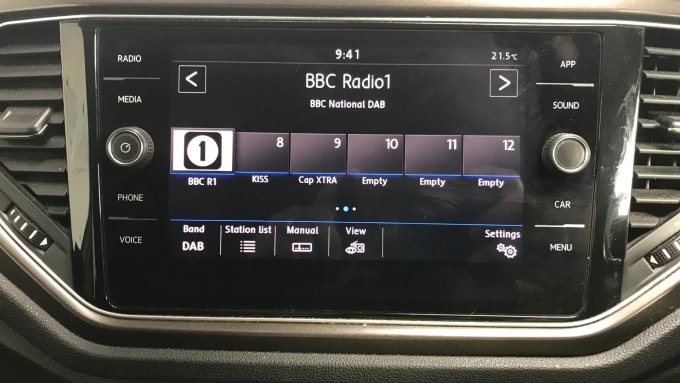 RADIO
MEDIA
PHONE
VOICE
9:41
21.5°C
<
BBC Radio1
>
BBC National DAB
1
8
9
10
11
12
BBC R1
KISS
Cap XTRA
Empty
Empty
Empty
Band
DAB
Station list
Manual
View
Settings
APP
SOUND
CAR
MENU